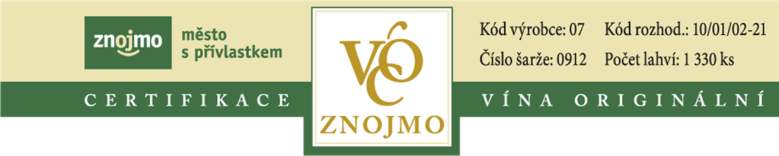 znojmo
město
s přívlastkem
VOC
ZNOJMO
Kód výrobce: 07 Kód rozhod.: 10/01/02-21
Číslo šarže: 0912 Počet lahví: 1 330 ks
CERTIFIKACE VÍNA ORIGINÁLNÍ